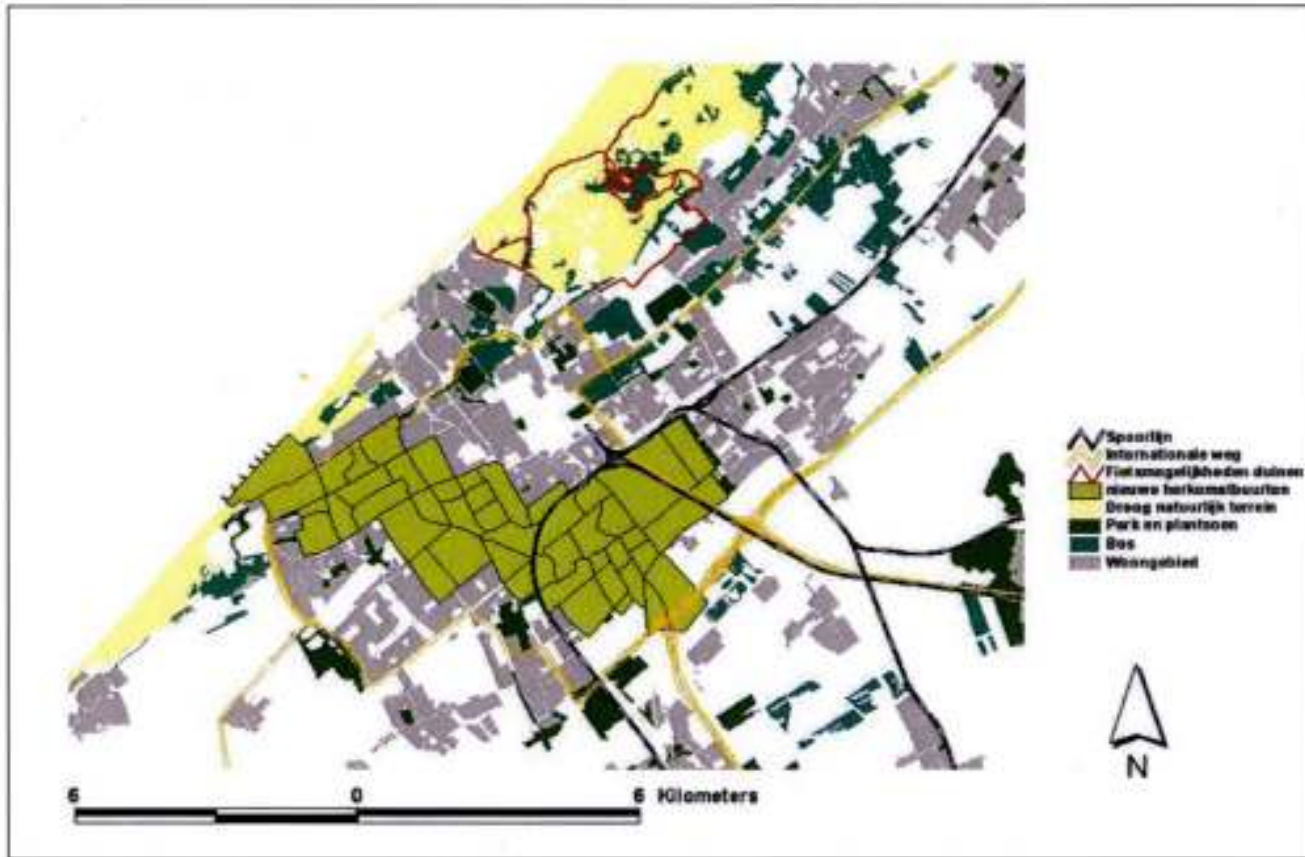 Spoorlijn
Internationale weg
Fietsmogelijkheden duinen
nieuwe herkomstbuurten
Droog natuurlijk terrein
Park en plantsoen
Bos
Woongebied
N
6 0 6 Kilometers